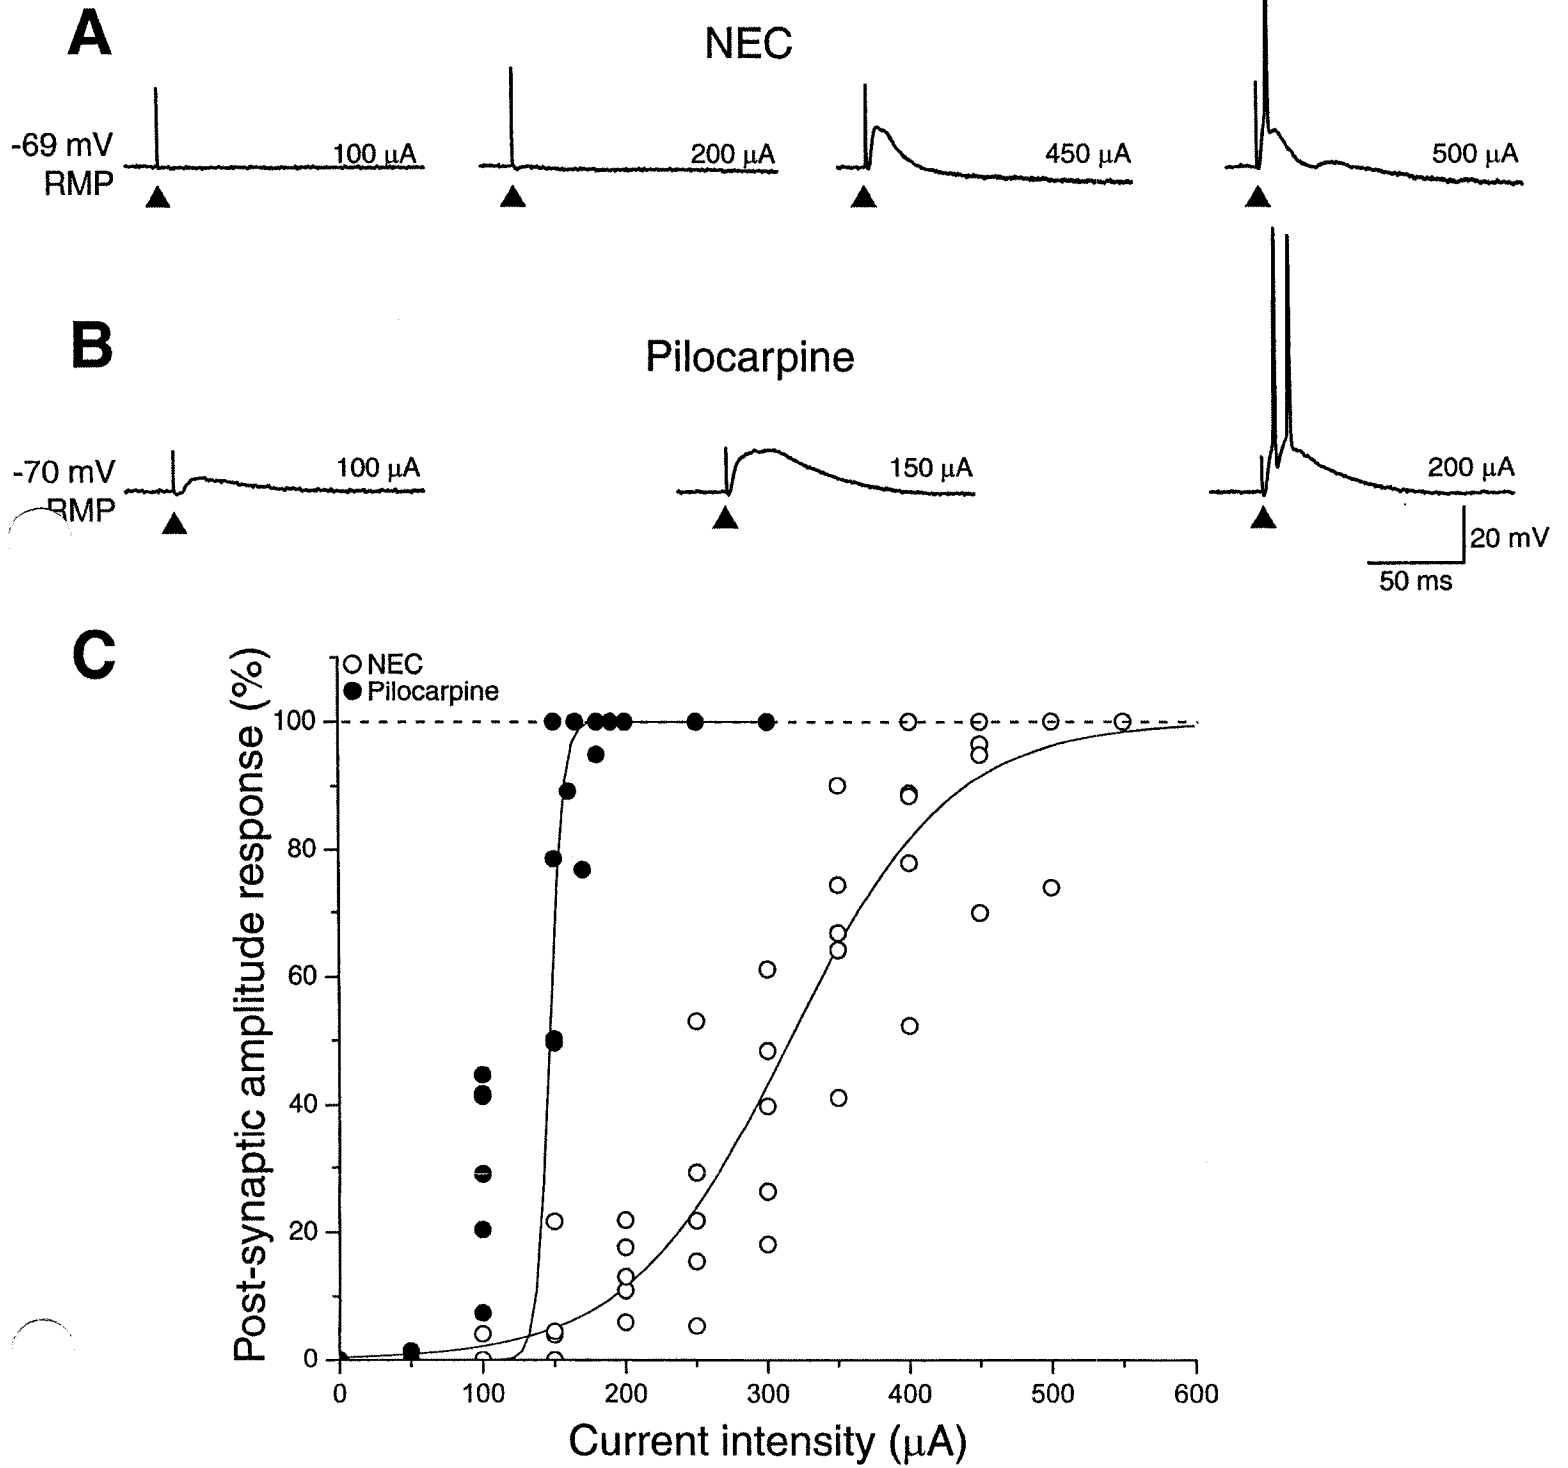 A
NEC
-69 mV
RMP
100 μA
200 μA
450 μA
500 μA
B
Pilocarpine
-70 mV
RMP
100 μA
150 μA
200 μA
20 mV
50 ms
C
NEC
Pilocarpine
Post-synaptic amplitude response (%)
100
80
60
40
20
0
0 100 200 300 400 500 600
Current intensity (μA)